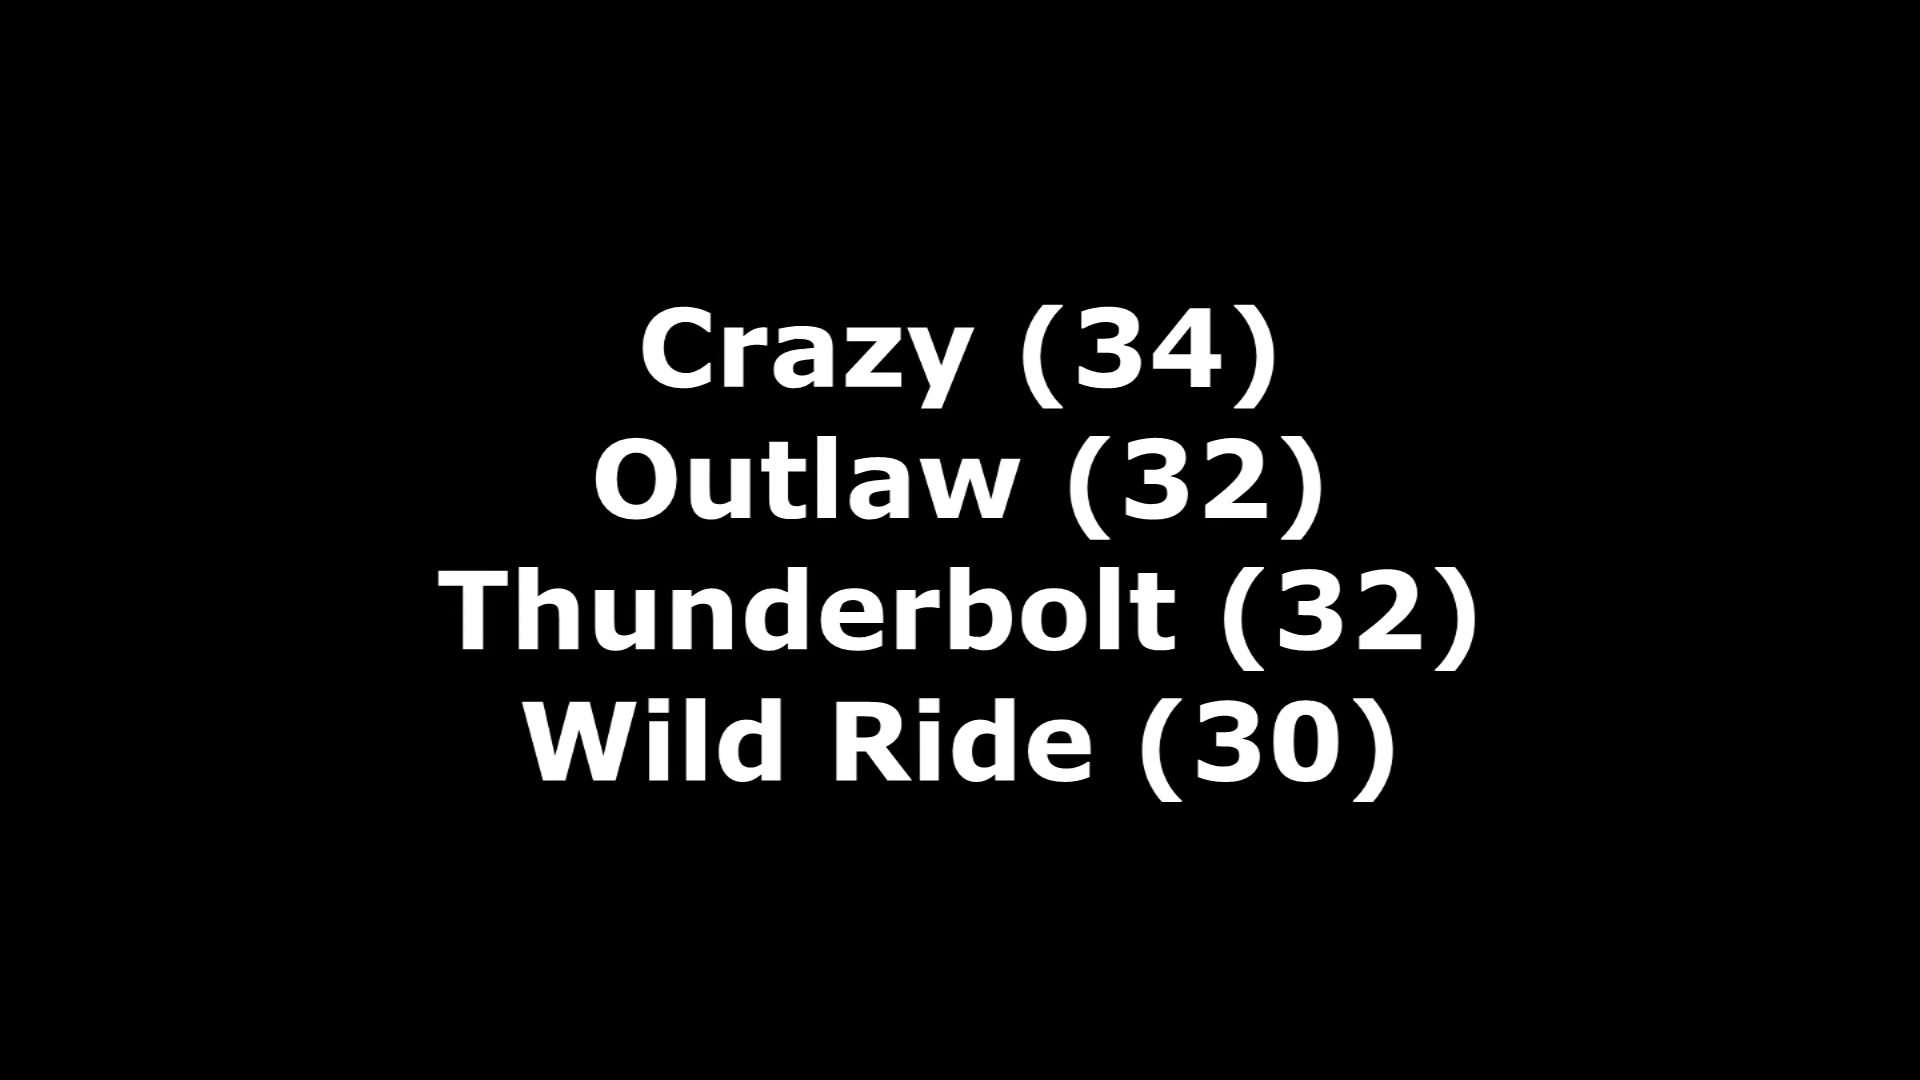 Crazy (34)
Outlaw (32)
Thunderbolt (32)
Wild Ride (30)